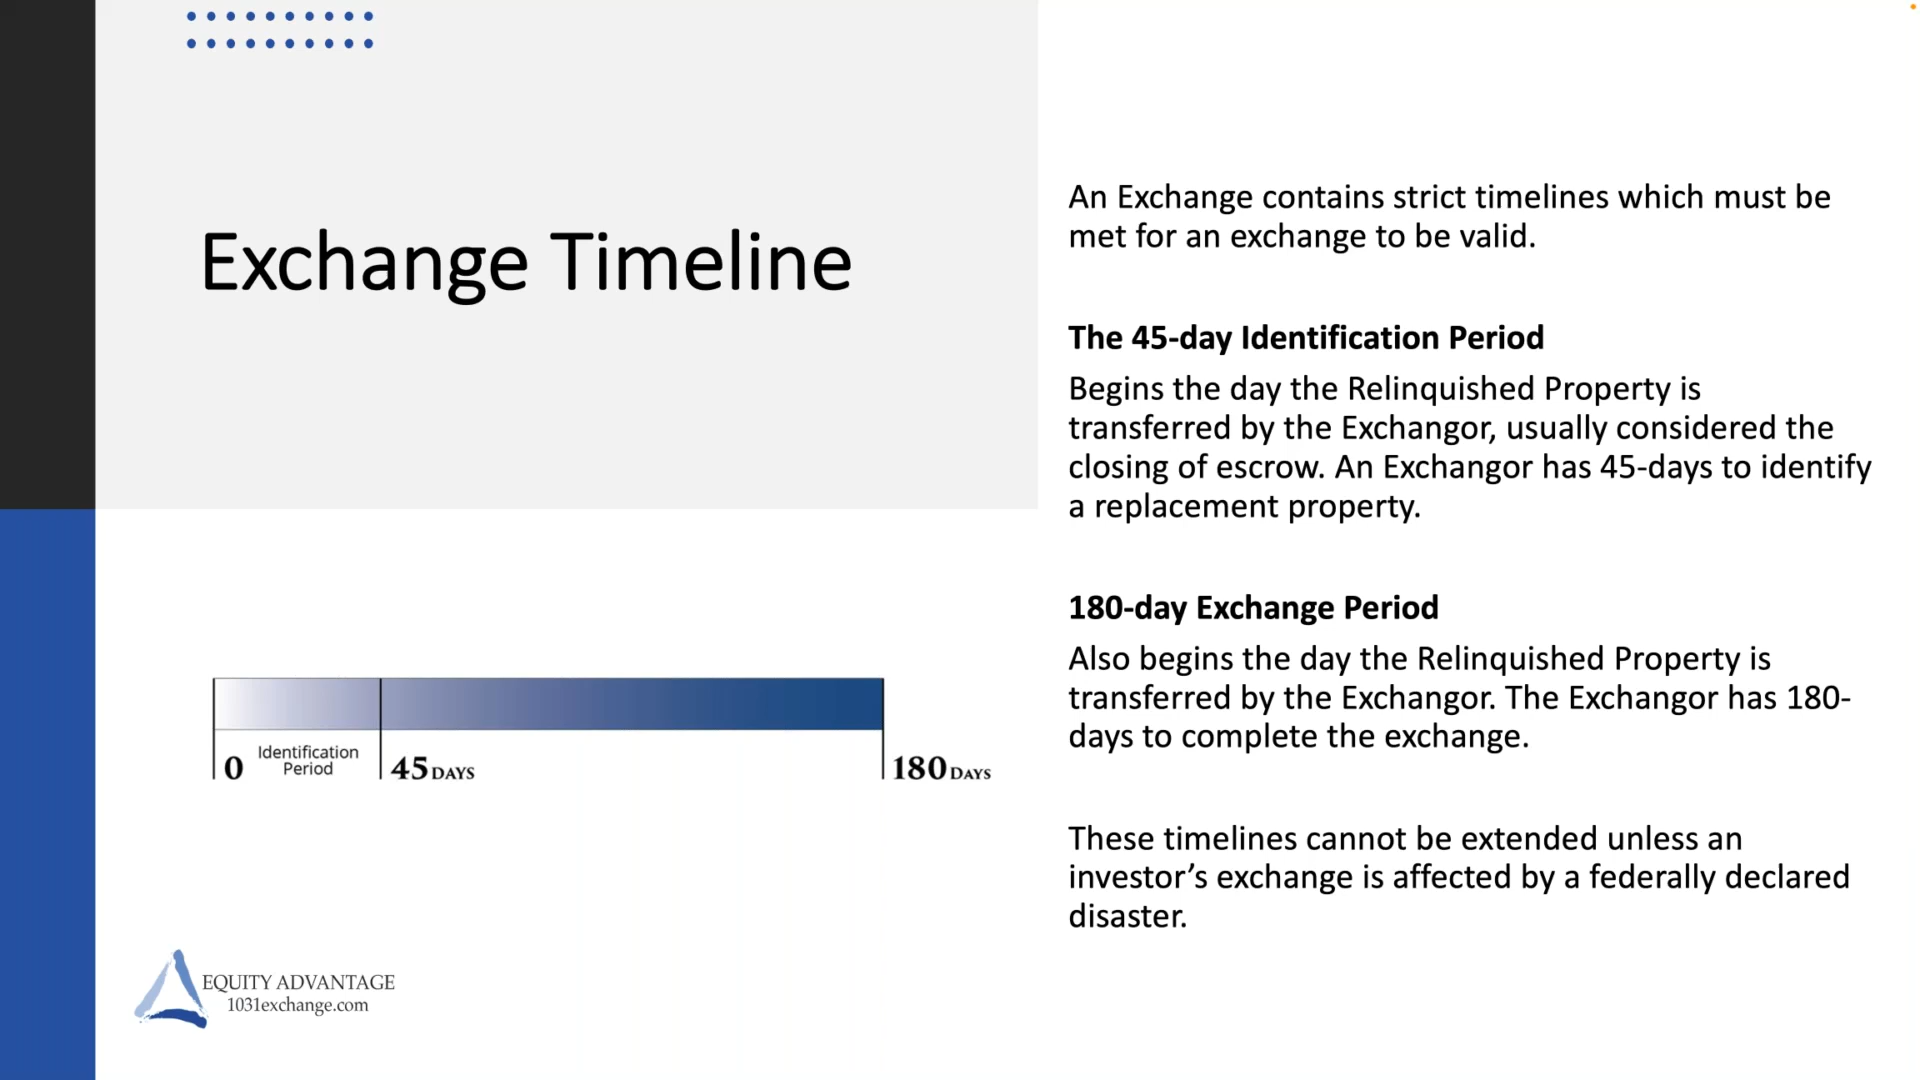 Exchange Timeline
An Exchange contains strict timelines which must be
met for an exchange to be valid.
The 45-day Identification Period
Begins the day the Relinquished Property is
transferred by the Exchangor, usually considered the
closing of escrow. An Exchangor has 45-days to identify
a replacement property.
180-day Exchange Period
Also begins the day the Relinquished Property is
transferred by the Exchangor. The Exchangor has 180-
days to complete the exchange.
These timelines cannot be extended unless an
investor’s exchange is affected by a federally declared
disaster.
0
Identification
Period
45 DAYS
180 DAYS
EQUITY ADVANTAGE
1031exchange.com